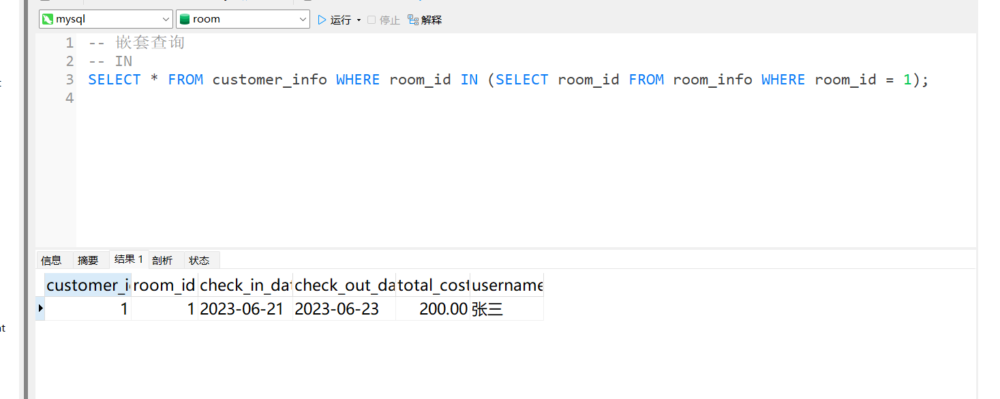 mysql room 运行 停止 解释
1 -- 嵌套查询
2 -- IN
3 SELECT * FROM customer_info WHERE room_id IN (SELECT room_id FROM room_info WHERE room_id = 1);
4
信息 摘要 结果 1 剖析 状态
customer_i room_id check_in_dat check_out_da total_cost username
1 1 2023-06-21 2023-06-23 200.00 张三